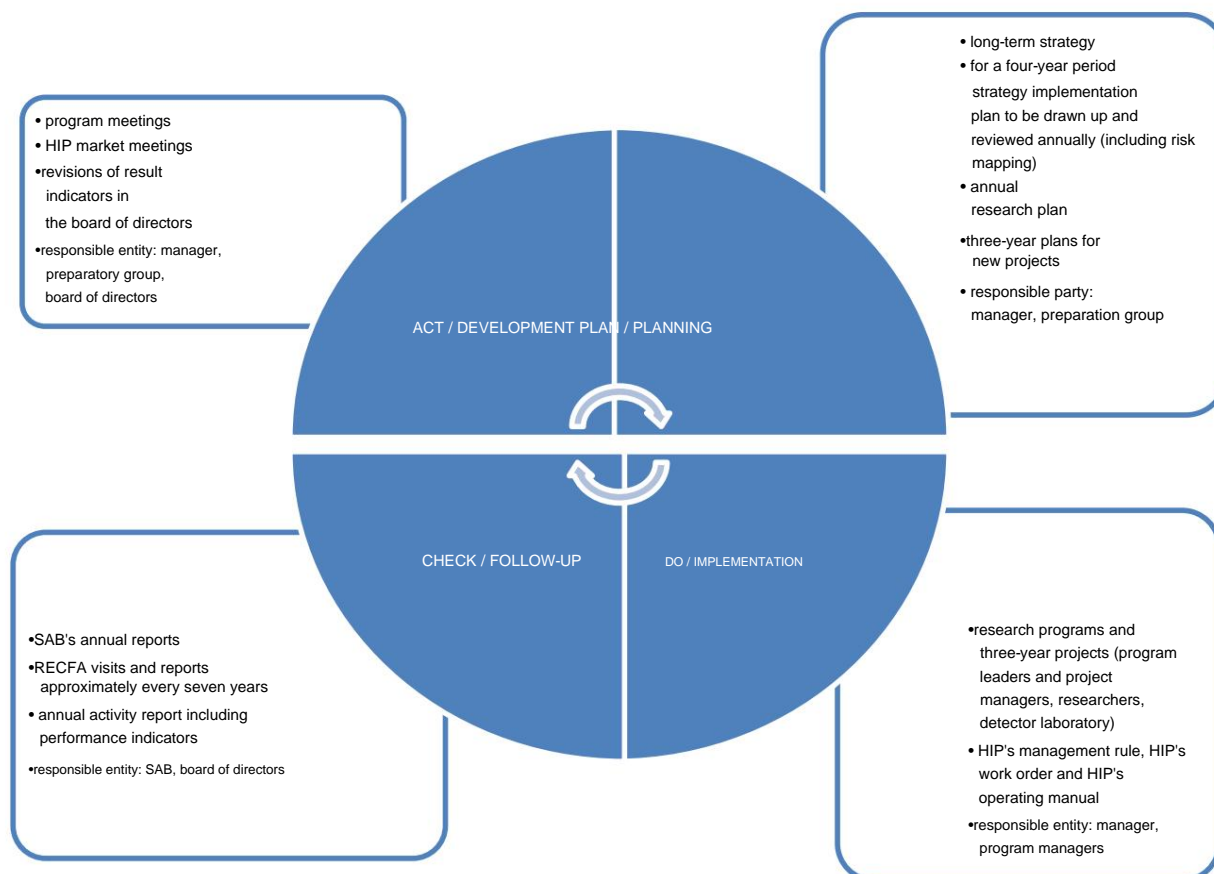 • program meetings
• HIP market meetings
•revisions of result
indicators in
the board of directors
•responsible entity: manager,
preparatory group,
board of directors
• long-term strategy
• for a four-year period
strategy implementation
plan to be drawn up and
reviewed annually (including risk
mapping)
• annual
research plan
•three-year plans for
new projects
• responsible party:
manager, preparation group
ACT / DEVELOPMENT PLAN / PLANNING
CHECK / FOLLOW-UP
DO / IMPLEMENTATION
•SAB's annual reports
•RECFA visits and reports
approximately every seven years
• annual activity report including
performance indicators
•responsible entity: SAB, board of directors
•research programs and
three-year projects (program
leaders and project
managers, researchers,
detector laboratory)
• HIP's management rule, HIP's
work order and HIP's
operating manual
•responsible entity: manager,
program managers